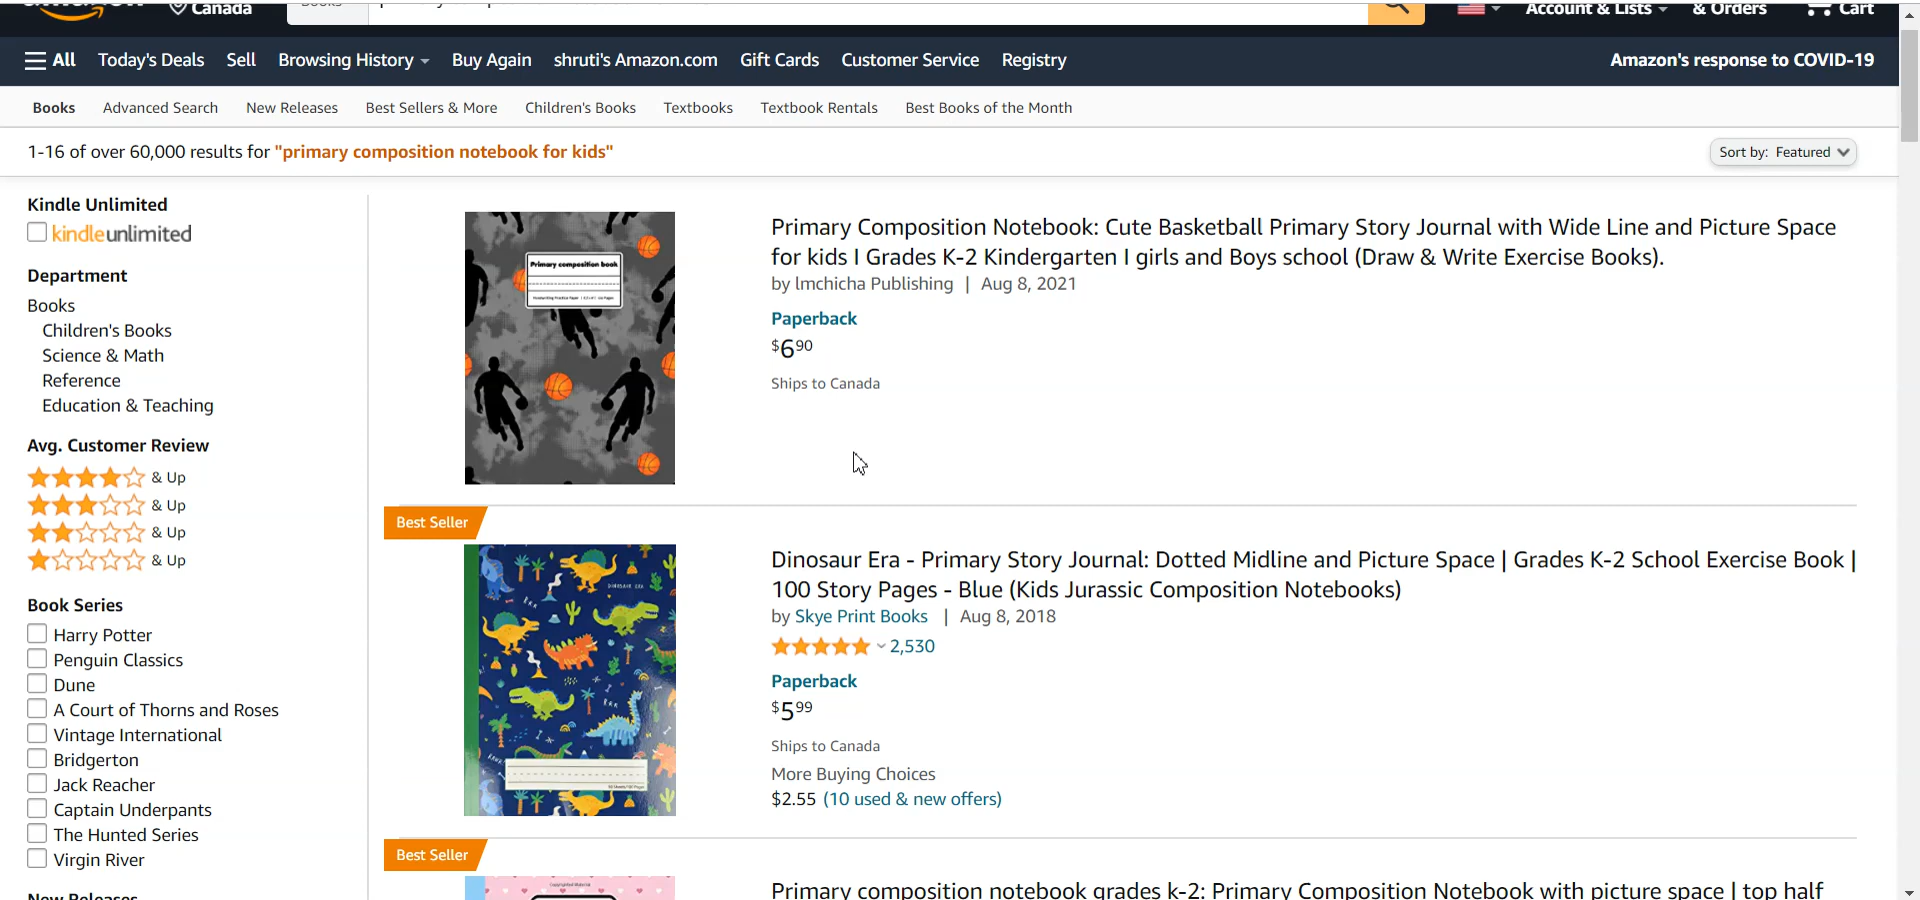 Canada
Account & Lists
& Orders
Cart
All
Today's Deals
Sell
Browsing History
Buy Again
shruti's Amazon.com
Gift Cards
Customer Service
Registry
Amazon's response to COVID-19
Books
Advanced Search
New Releases
Best Sellers & More
Children's Books
Textbooks
Textbook Rentals
Best Books of the Month
1-16 of over 60,000 results for "primary composition notebook for kids"
Sort by: Featured
Kindle Unlimited
kindleunlimited
Department
Books
Children's Books
Science & Math
Reference
Education & Teaching
Avg. Customer Review
& Up
& Up
& Up
& Up
Book Series
Harry Potter
Penguin Classics
Dune
A Court of Thorns and Roses
Vintage International
Bridgerton
Jack Reacher
Captain Underpants
The Hunted Series
Virgin River
New Releases
Primary composition book
Primary Composition Notebook: Cute Basketball Primary Story Journal with Wide Line and Picture Space
for kids I Grades K-2 Kindergarten I girls and Boys school (Draw & Write Exercise Books).
by lmchicha Publishing | Aug 8, 2021
Paperback
$6.90
Ships to Canada
Best Seller
DINOSAUR ERA
Dinosaur Era - Primary Story Journal: Dotted Midline and Picture Space | Grades K-2 School Exercise Book |
100 Story Pages - Blue (Kids Jurassic Composition Notebooks)
by Skye Print Books | Aug 8, 2018
2,530
Paperback
$5.99
Ships to Canada
More Buying Choices
$2.55 (10 used & new offers)
Best Seller
Primary composition notebook grades k-2: Primary Composition Notebook with picture space | top half